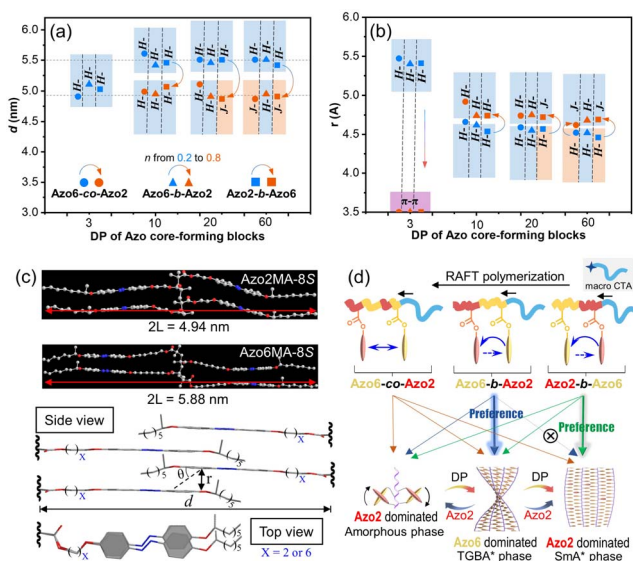 (a)
d (nm)
6.0
5.5
5.0
4.5
4.0
3.5
3.0
H- H- H-
H- H- H-
H- H- H-
H- H- H-
H- H- H-
H- H- J-
H- H- H-
J- H- J-
n from 0.2 to 0.8
Azo6-co-Azo2 Azo6-b-Azo2 Azo2-b-Azo6
3 10 20 60
DP of Azo core-forming blocks
(b)
r (A)
6.0
5.5
5.0
4.5
4.0
3.5
H- H- H-
H- H- H-
H- H- H-
H- H- J-
H- H- H-
J- H- J-
H- H- H-
π-π
3 10 20 60
DP of Azo core-forming blocks
(c)
Azo2MA-8S
2L = 4.94 nm
Azo6MA-8S
2L = 5.88 nm
Side view
5
X
θ
r
d
Top view
X = 2 or 6
(d)
RAFT polymerization
macro CTA
Azo6-co-Azo2 Azo6-b-Azo2 Azo2-b-Azo6
Preference
Preference
DP DP
Azo2 Azo2
Azo2 dominated
Amorphous phase
Azo6
dominated
TGBA* phase
Azo2 dominated
SmA* phase